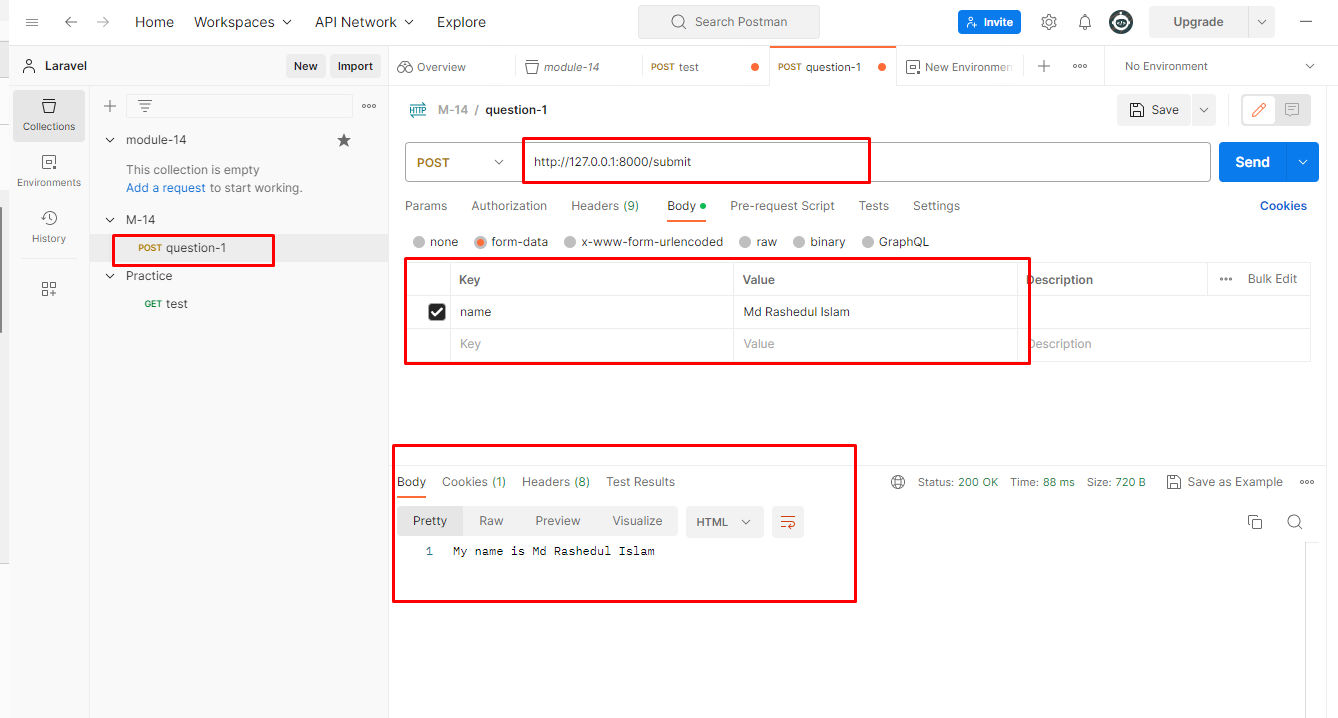 Home Workspaces API Network Explore Search Postman Invite Upgrade
Laravel New Import Overview module-14 POST test POST question-1 New Environmen No Environment
Collections
Environments
History
module-14
This collection is empty
Add a request to start working.
M-14
POST question-1
Practice
GET test
HTTP M-14 / question-1 Save
POST http://127.0.0.1:8000/submit Send
Params Authorization Headers (9) Body Pre-request Script Tests Settings Cookies
none form-data x-www-form-urlencoded raw binary GraphQL
Key Value Description Bulk Edit
name Md Rashedul Islam
Key Value Description
Body Cookies (1) Headers (8) Test Results Status: 200 OK Time: 88 ms Size: 720 B Save as Example
Pretty Raw Preview Visualize HTML
1 My name is Md Rashedul Islam